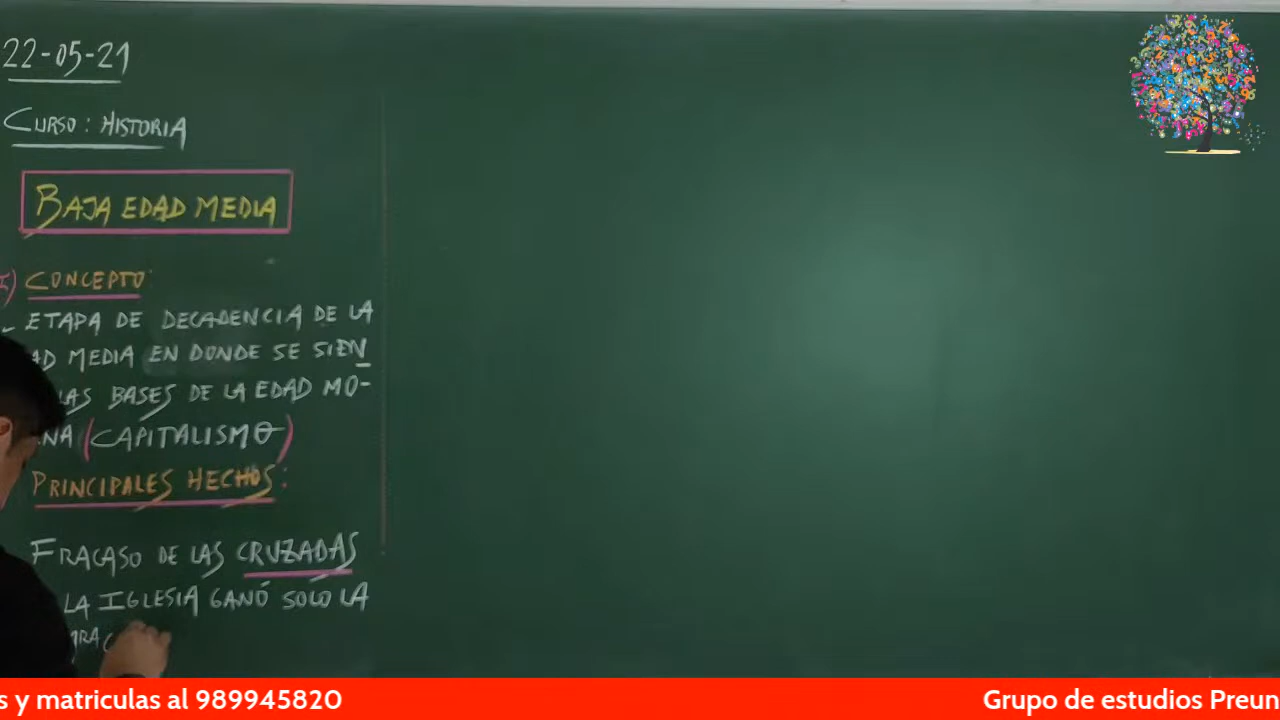 22-05-21
CURSO: HISTORIA
BAJA EDAD MEDIA
I) CONCEPTO:
- ETAPA DE DECADENCIA DE LA
AD MEDIA EN DONDE SE SIEN
LAS BASES DE LA EDAD MO-
NA (CAPITALISMO)
PRINCIPALES HECHOS:
FRACASO DE LAS CRUZADAS
LA IGLESIA GANÓ SOLO LA
s y matriculas al 989945820
Grupo de estudios Preun